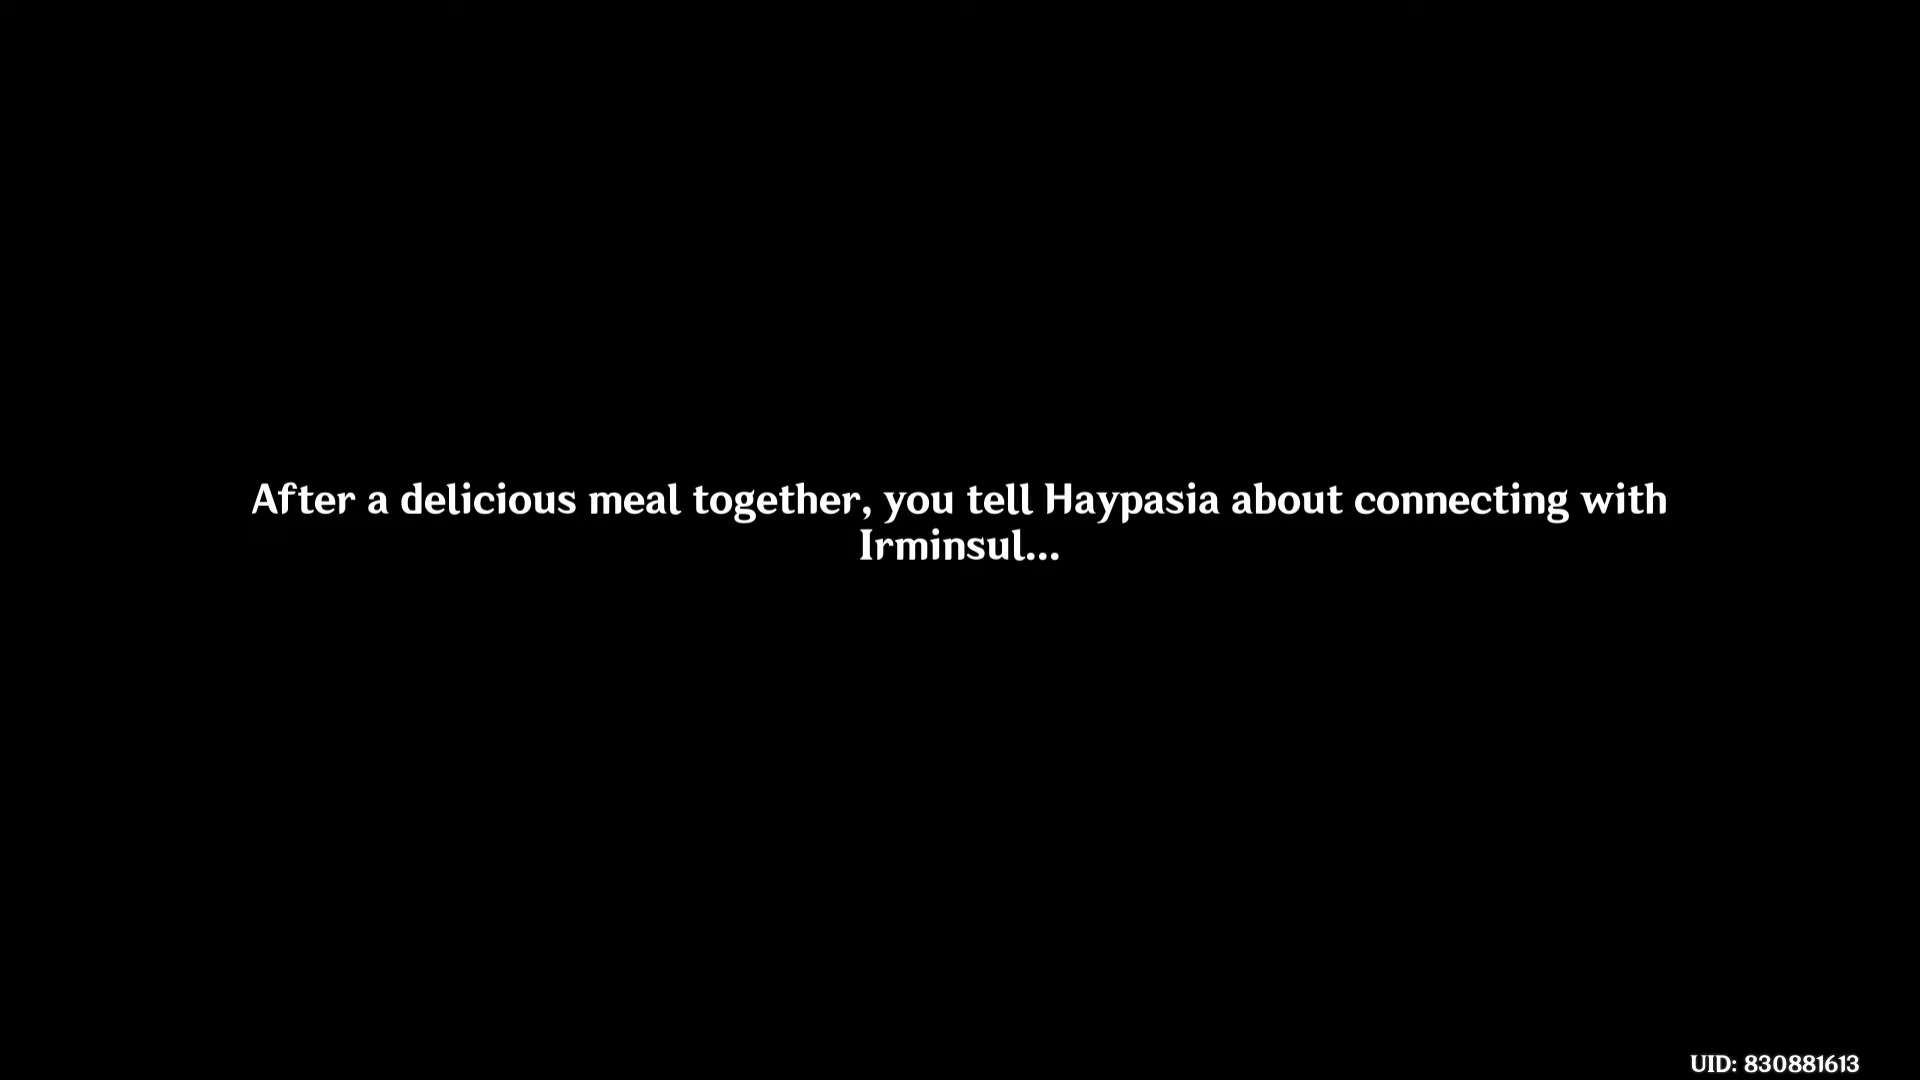 After a delicious meal together, you tell Haypasia about connecting with
Irminsul...
UID: 830881613